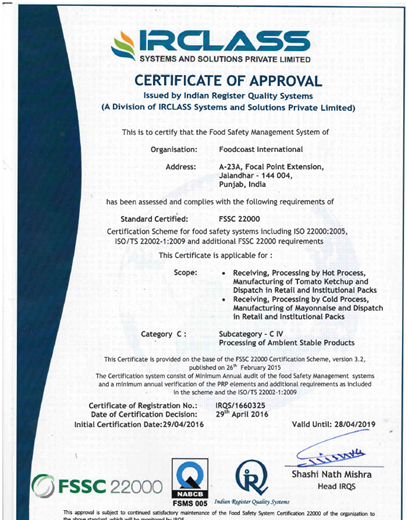 IRCLASS
SYSTEMS AND SOLUTIONS PRIVATE LIMITED
CERTIFICATE OF APPROVAL
Issued by Indian Register Quality Systems
(A Division of IRCLASS Systems and Solutions Private Limited)
This is to certify that the Food Safety Management System of
Organisation: Foodcoast International
Address: A-23A, Focal Point Extension,
Jalandhar - 144 004,
Punjab, India
has been assessed and complies with the following requirements of
Standard Certified: FSSC 22000
Certification Scheme for food safety systems including ISO 22000:2005,
ISO/TS 22002-1:2009 and additional FSSC 22000 requirements
This Certificate is applicable for :
Scope: • Receiving, Processing by Hot Process,
Manufacturing of Tomato Ketchup and
Dispatch in Retail and Institutional Packs
• Receiving, Processing by Cold Process,
Manufacturing of Mayonnaise and Dispatch
in Retail and Institutional Packs
Category C : Subcategory - C IV
Processing of Ambient Stable Products
This Certificate is provided on the base of the FSSC 22000 Certification Scheme, version 3.2,
published on 26th February 2015
The Certification system consist of Minimum Annual audit of the food Safety Management systems
and a minimum annual verification of the PRP elements and additional requirements as included
in the scheme and the ISO/TS 22002-1:2009
Certificate of Registration No.: IRQS/1660325
Date of Certification Decision: 29th April 2016
Initial Certification Date:29/04/2016 Valid Until: 28/04/2019
Shashi Nath Mishra
Head IRQS
FSSC 22000
NABCB
FSMS 005
IR
QS
Indian Register Quality Systems
This approval is subject to continued satisfactory maintenance of the Food Safety System Certification 22000 of the organization to
the above standard, which will be monitored by IRQS